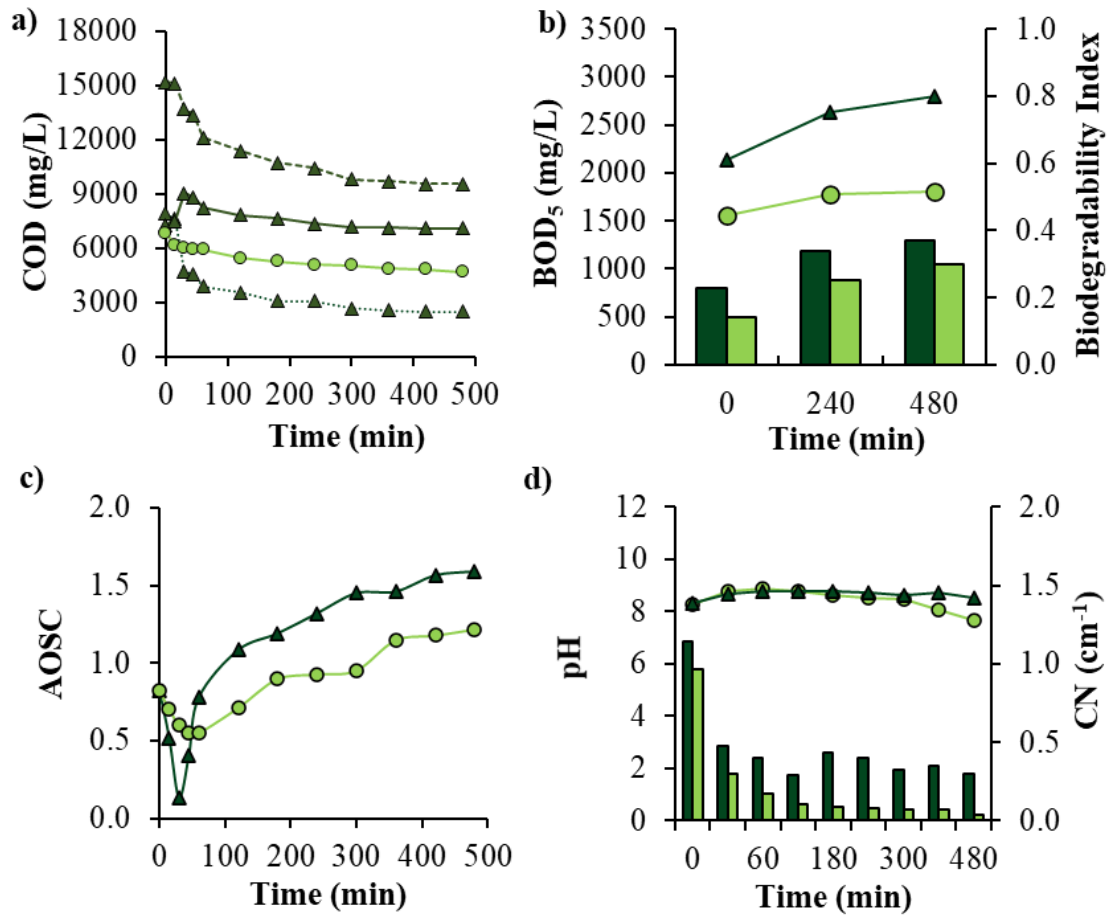 a)
18000
15000
12000
9000
6000
3000
0
COD (mg/L)
0 100 200 300 400 500
Time (min)
b)
3500
3000
2500
2000
1500
1000
500
0
BOD5 (mg/L)
1.0
0.8
0.6
0.4
0.2
0.0
Biodegradability Index
0 240 480
Time (min)
c)
2.0
1.5
1.0
0.5
0.0
AOSC
0 100 200 300 400 500
Time (min)
d)
12
10
8
6
4
2
0
pH
2.0
1.5
1.0
0.5
0.0
CN (cm-1)
0 60 180 300 480
Time (min)